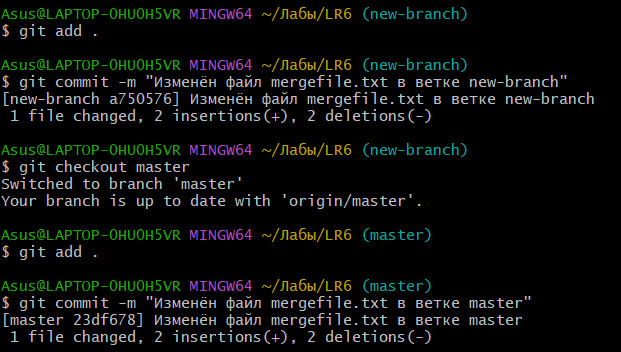 Asus@LAPTOP-0HU0H5VR MINGW64 ~/Лабы/LR6 (new-branch)
$ git add .
Asus@LAPTOP-0HU0H5VR MINGW64 ~/Лабы/LR6 (new-branch)
$ git commit -m "Изменён файл mergefile.txt в ветке new-branch"
[new-branch a750576] Изменён файл mergefile.txt в ветке new-branch
 1 file changed, 2 insertions(+), 2 deletions(-)
Asus@LAPTOP-0HU0H5VR MINGW64 ~/Лабы/LR6 (new-branch)
$ git checkout master
Switched to branch 'master'
Your branch is up to date with 'origin/master'.
Asus@LAPTOP-0HU0H5VR MINGW64 ~/Лабы/LR6 (master)
$ git add .
Asus@LAPTOP-0HU0H5VR MINGW64 ~/Лабы/LR6 (master)
$ git commit -m "Изменён файл mergefile.txt в ветке master"
[master 23df678] Изменён файл mergefile.txt в ветке master
 1 file changed, 2 insertions(+), 2 deletions(-)